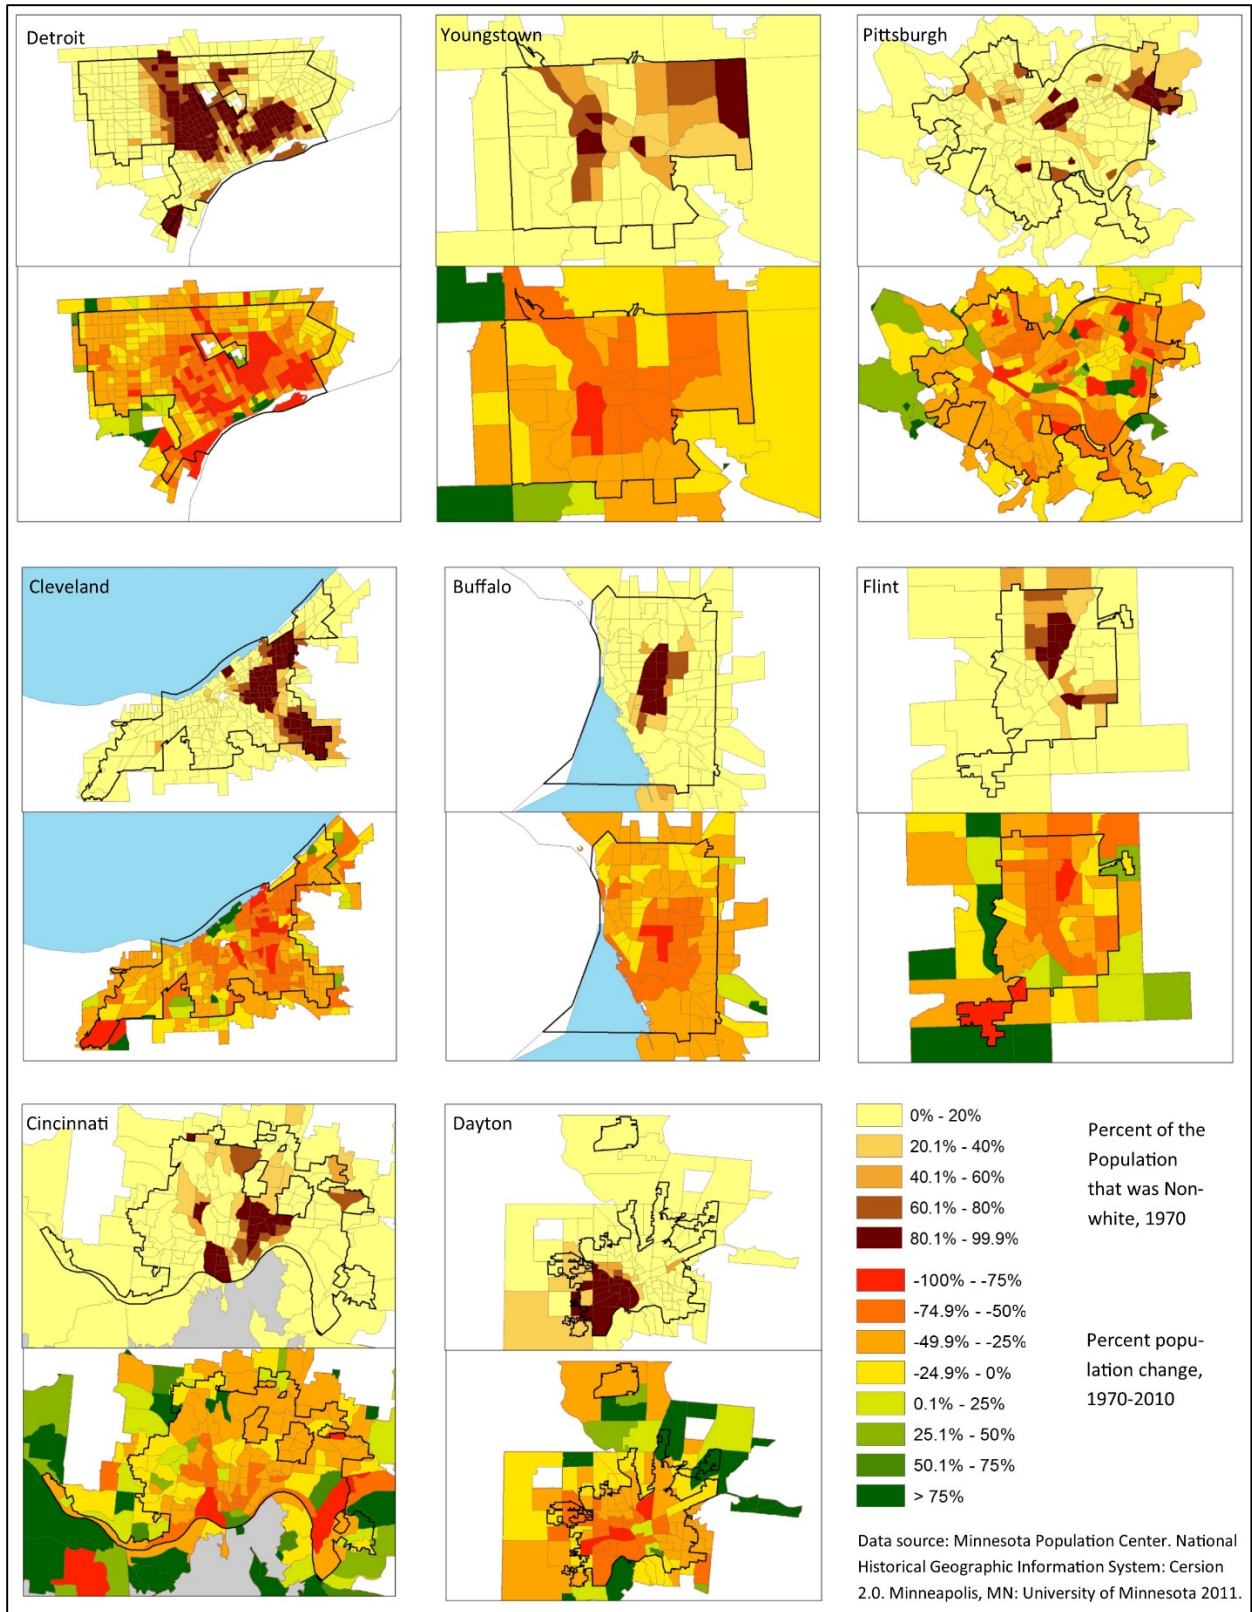 Detroit
Youngstown
Pittsburgh
Cleveland
Buffalo
Flint
Cincinnati
Dayton
0% - 20%
20.1% - 40%
40.1% - 60%
60.1% - 80%
80.1% - 99.9%
Percent of the
Population
that was Non-
white, 1970
-100% - -75%
-74.9% - -50%
-49.9% - -25%
-24.9% - 0%
0.1% - 25%
25.1% - 50%
50.1% - 75%
> 75%
Percent popu-
lation change,
1970-2010
Data source: Minnesota Population Center. National
Historical Geographic Information System: Cersion
2.0. Minneapolis, MN: University of Minnesota 2011.